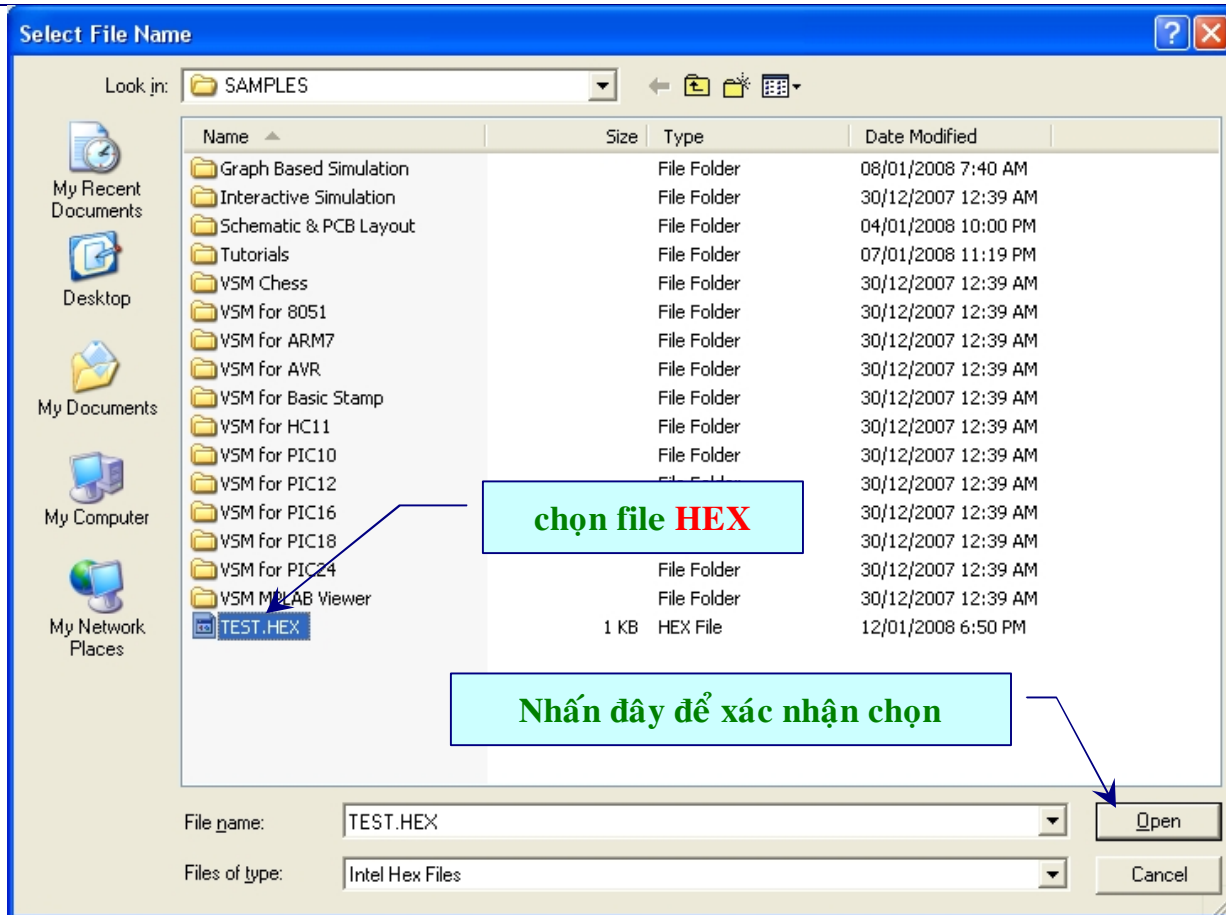 Select File Name
Look in: SAMPLES
Name Size Type Date Modified
Graph Based Simulation File Folder 08/01/2008 7:40 AM
Interactive Simulation File Folder 30/12/2007 12:39 AM
Schematic & PCB Layout File Folder 04/01/2008 10:00 PM
Tutorials File Folder 07/01/2008 11:19 PM
VSM Chess File Folder 30/12/2007 12:39 AM
VSM for 8051 File Folder 30/12/2007 12:39 AM
VSM for ARM7 File Folder 30/12/2007 12:39 AM
VSM for AVR File Folder 30/12/2007 12:39 AM
VSM for Basic Stamp File Folder 30/12/2007 12:39 AM
VSM for HC11 File Folder 30/12/2007 12:39 AM
VSM for PIC10 File Folder 30/12/2007 12:39 AM
VSM for PIC12 File Folder 30/12/2007 12:39 AM
VSM for PIC16 30/12/2007 12:39 AM
VSM for PIC18 30/12/2007 12:39 AM
VSM for PIC24 File Folder 30/12/2007 12:39 AM
VSM MPLAB Viewer File Folder 30/12/2007 12:39 AM
TEST.HEX 1 KB HEX File 12/01/2008 6:50 PM
My Recent
Documents
Desktop
My Documents
My Computer
My Network
Places
chọn file HEX
Nhấn đây để xác nhận chọn
File name: TEST.HEX Open
Files of type: Intel Hex Files Cancel